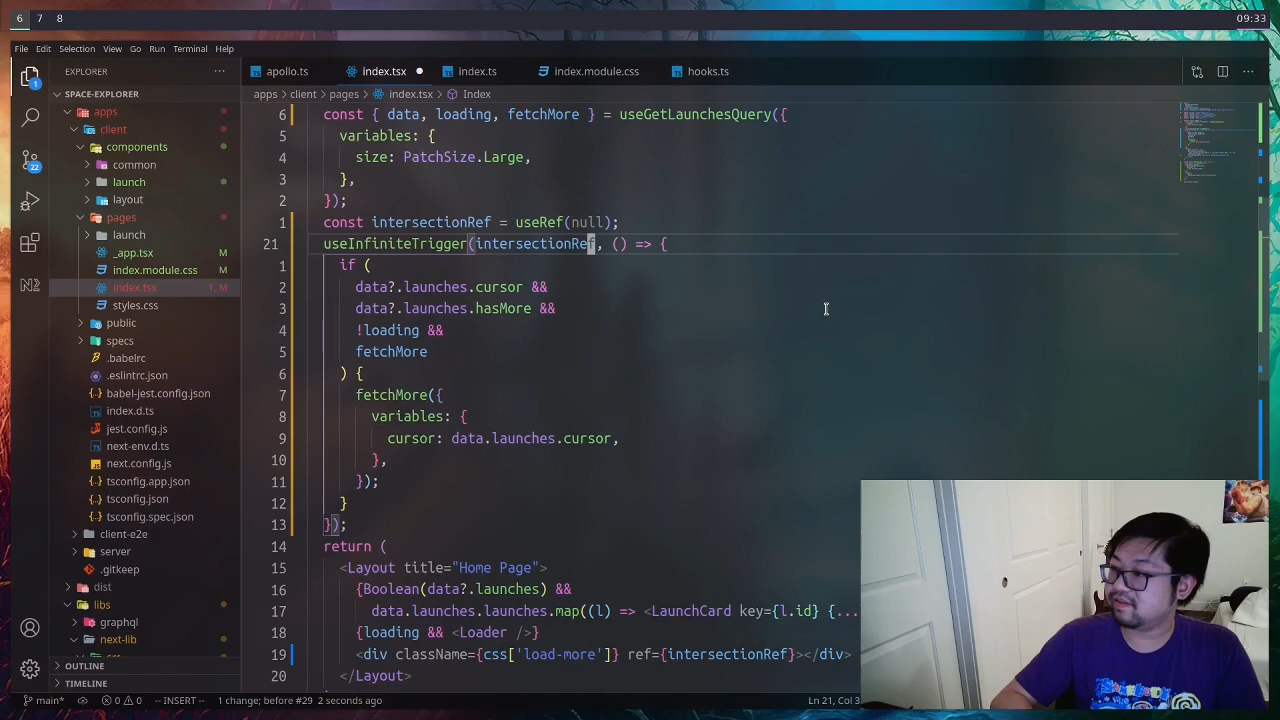 6 7 8 09:33
File Edit Selection View Go Run Terminal Help
EXPLORER ···
apollo.ts index.tsx index.ts index.module.css hooks.ts ···
SPACE-EXPLORER
apps > client > pages > index.tsx > Index
apps
client
components
common
launch
layout
pages
launch
_app.tsx
index.module.css
index.tsx 1, M
styles.css
public
specs
.babelrc
.eslintrc.json
babel-jest.config.json
index.d.ts
jest.config.js
next-env.d.ts
next.config.js
tsconfig.app.json
tsconfig.json
tsconfig.spec.json
client-e2e
server
.gitkeep
dist
libs
graphql
next-lib
OUTLINE
TIMELINE
1
22
6 const { data, loading, fetchMore } = useGetLaunchesQuery({
5 variables: {
4 size: PatchSize.Large,
3 },
2 });
1 const intersectionRef = useRef(null);
21 useInfiniteTrigger(intersectionRef, () => {
1 if (
2 data?.launches.cursor &&
3 data?.launches.hasMore &&
4 !loading &&
5 fetchMore
6 ) {
7 fetchMore({
8 variables: {
9 cursor: data.launches.cursor,
10 },
11 });
12 }
13 });
14 return (
15 <Layout title="Home Page">
16 {Boolean(data?.launches) &&
17 data.launches.launches.map((l) => <LaunchCard key={l.id} {...
18 {loading && <Loader />}
19 <div className={css['load-more']} ref={intersectionRef}></div>
20 </Layout>
main* 0 0 -- INSERT -- 1 change; before #29 2 seconds ago Ln 21, Col 3